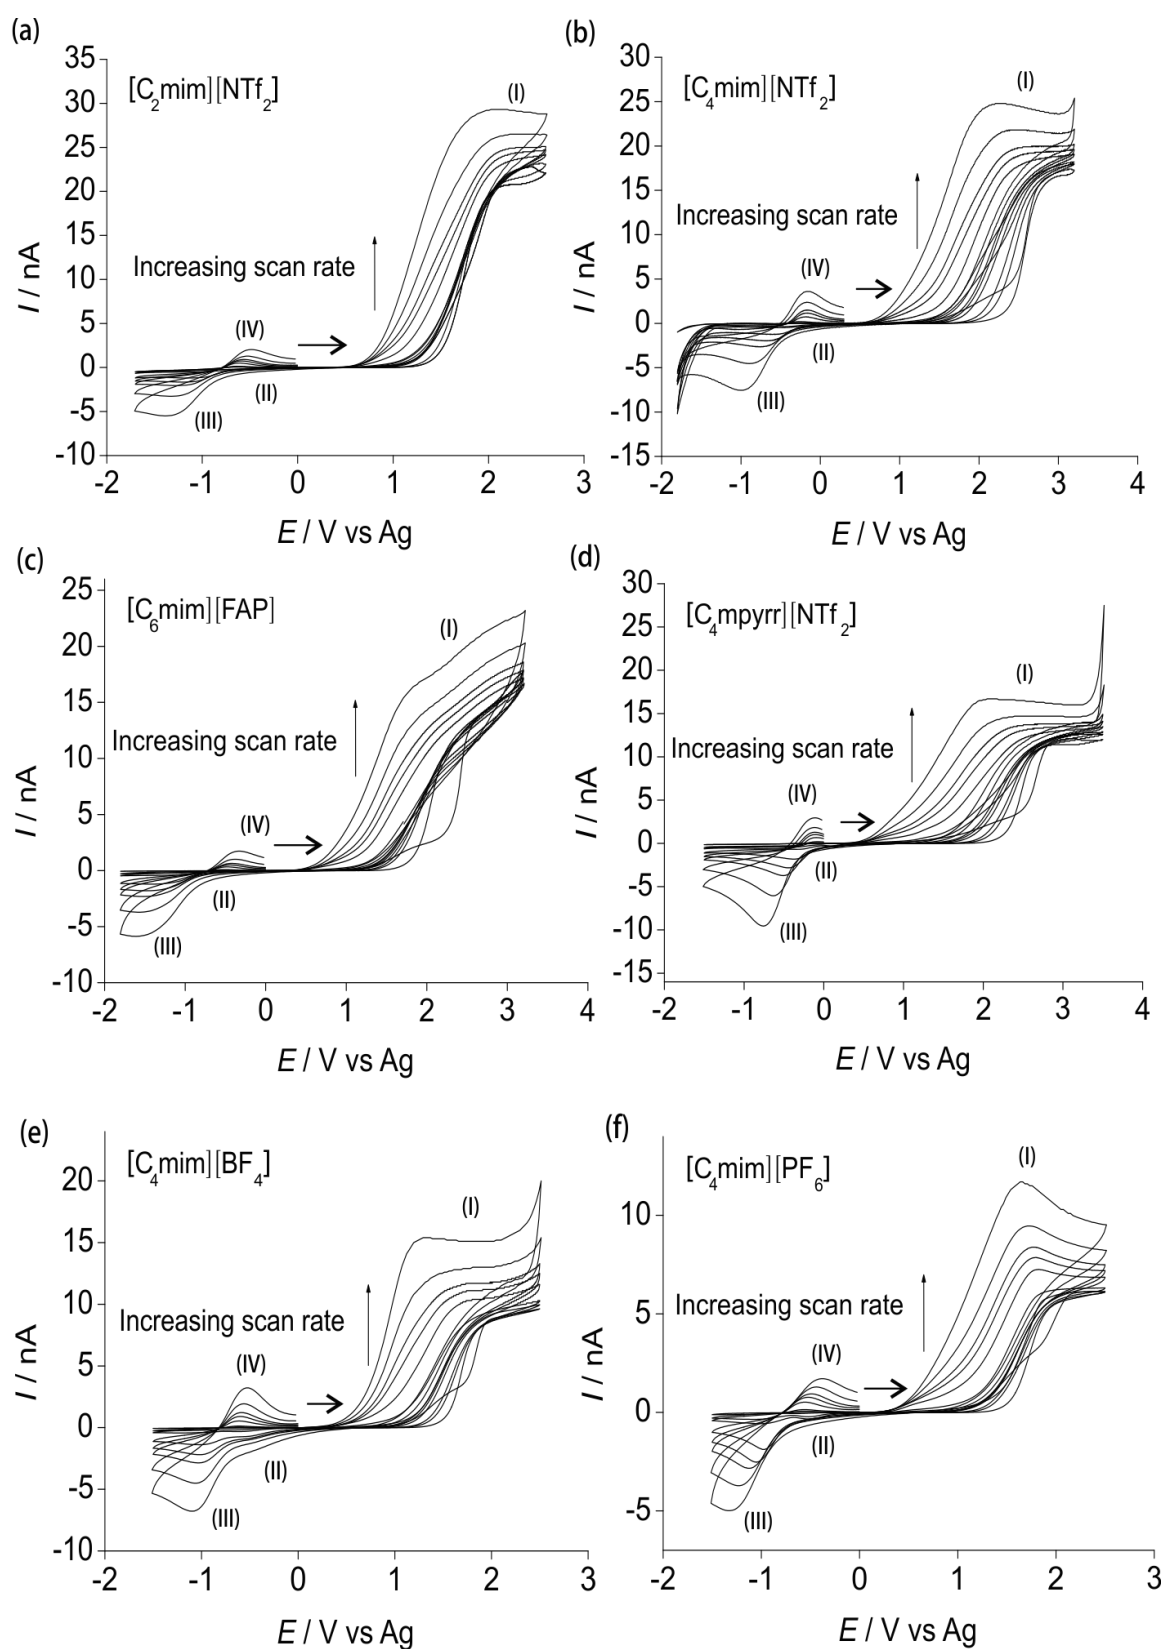 (a)
35
30
25
20
15
10
5
0
-5
-10
[C2mim][NTf2]
(I)
Increasing scan rate
(IV)
(II)
(III)
I / nA
-2 -1 0 1 2 3
E / V vs Ag
(b)
30
25
20
15
10
5
0
-5
-10
-15
[C4mim][NTf2]
(I)
Increasing scan rate
(IV)
(II)
(III)
I / nA
-2 -1 0 1 2 3 4
E / V vs Ag
(c)
25
20
15
10
5
0
-5
-10
[C6mim][FAP]
(I)
Increasing scan rate
(IV)
(II)
(III)
I / nA
-2 -1 0 1 2 3 4
E / V vs Ag
(d)
30
25
20
15
10
5
0
-5
-10
-15
[C4mpyrr][NTf2]
(I)
Increasing scan rate
(IV)
(II)
(III)
I / nA
-2 -1 0 1 2 3 4
E / V vs Ag
(e)
20
15
10
5
0
-5
-10
[C4mim][BF4]
(I)
Increasing scan rate
(IV)
(II)
(III)
I / nA
-2 -1 0 1 2 3
E / V vs Ag
(f)
10
5
0
-5
[C4mim][PF6]
(I)
Increasing scan rate
(IV)
(II)
(III)
I / nA
-2 -1 0 1 2 3
E / V vs Ag